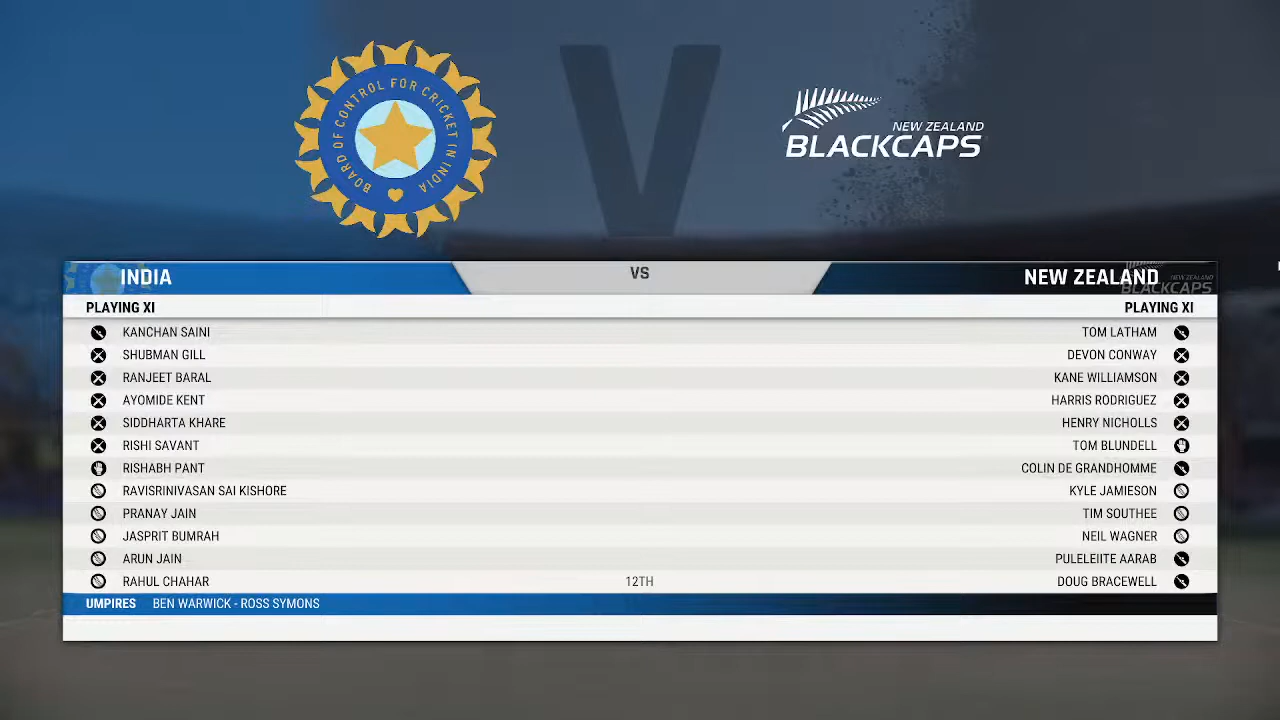 BOARD OF CONTROL FOR CRICKET IN INDIA
V
NEW ZEALAND
BLACKCAPS
INDIA VS NEW ZEALAND
NEW ZEALAND
BLACKCAPS
PLAYING XI PLAYING XI
KANCHAN SAINI TOM LATHAM
SHUBMAN GILL DEVON CONWAY
RANJEET BARAL KANE WILLIAMSON
AYOMIDE KENT HARRIS RODRIGUEZ
SIDDHARTA KHARE HENRY NICHOLLS
RISHI SAVANT TOM BLUNDELL
RISHABH PANT COLIN DE GRANDHOMME
RAVISRINIVASAN SAI KISHORE KYLE JAMIESON
PRANAY JAIN TIM SOUTHEE
JASPRIT BUMRAH NEIL WAGNER
ARUN JAIN PULELEIITE AARAB
RAHUL CHAHAR 12TH DOUG BRACEWELL
UMPIRES BEN WARWICK - ROSS SYMONS